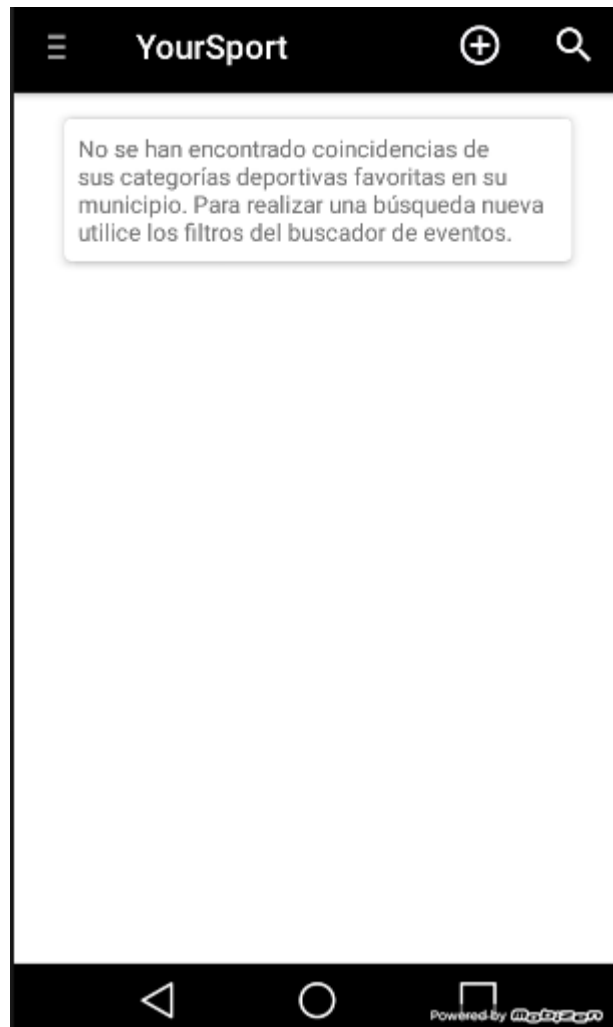 YourSport
No se han encontrado coincidencias de
sus categorías deportivas favoritas en su
municipio. Para realizar una búsqueda nueva
utilice los filtros del buscador de eventos.
Powered by Mobizen